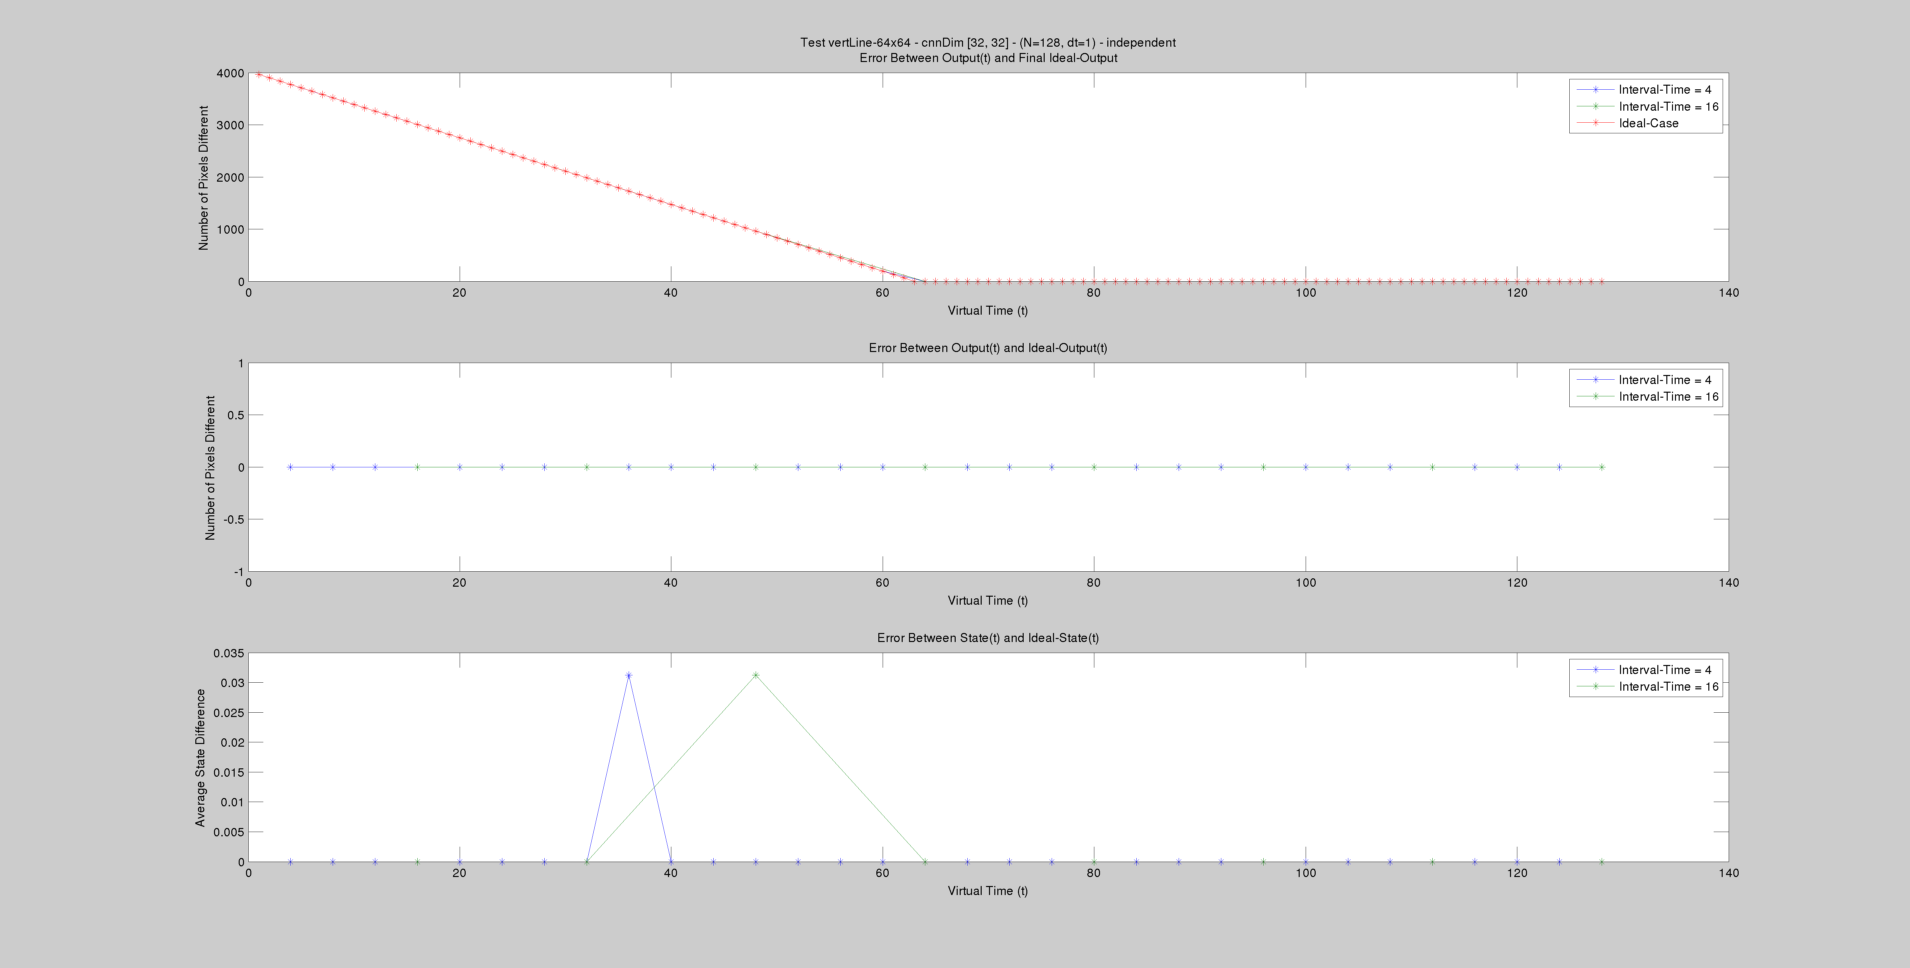 Test vertLine-64x64 - cnnDim [32, 32] - (N=128, dt=1) - independent
Error Between Output(t) and Final Ideal-Output
Number of Pixels Different
4000
3000
2000
1000
0
Interval-Time = 4
Interval-Time = 16
Ideal-Case
0 20 40 60 80 100 120 140
Virtual Time (t)
Error Between Output(t) and Ideal-Output(t)
Number of Pixels Different
1
0.5
0
-0.5
-1
Interval-Time = 4
Interval-Time = 16
0 20 40 60 80 100 120 140
Virtual Time (t)
Error Between State(t) and Ideal-State(t)
Average State Difference
0.035
0.03
0.025
0.02
0.015
0.01
0.005
0
Interval-Time = 4
Interval-Time = 16
0 20 40 60 80 100 120 140
Virtual Time (t)